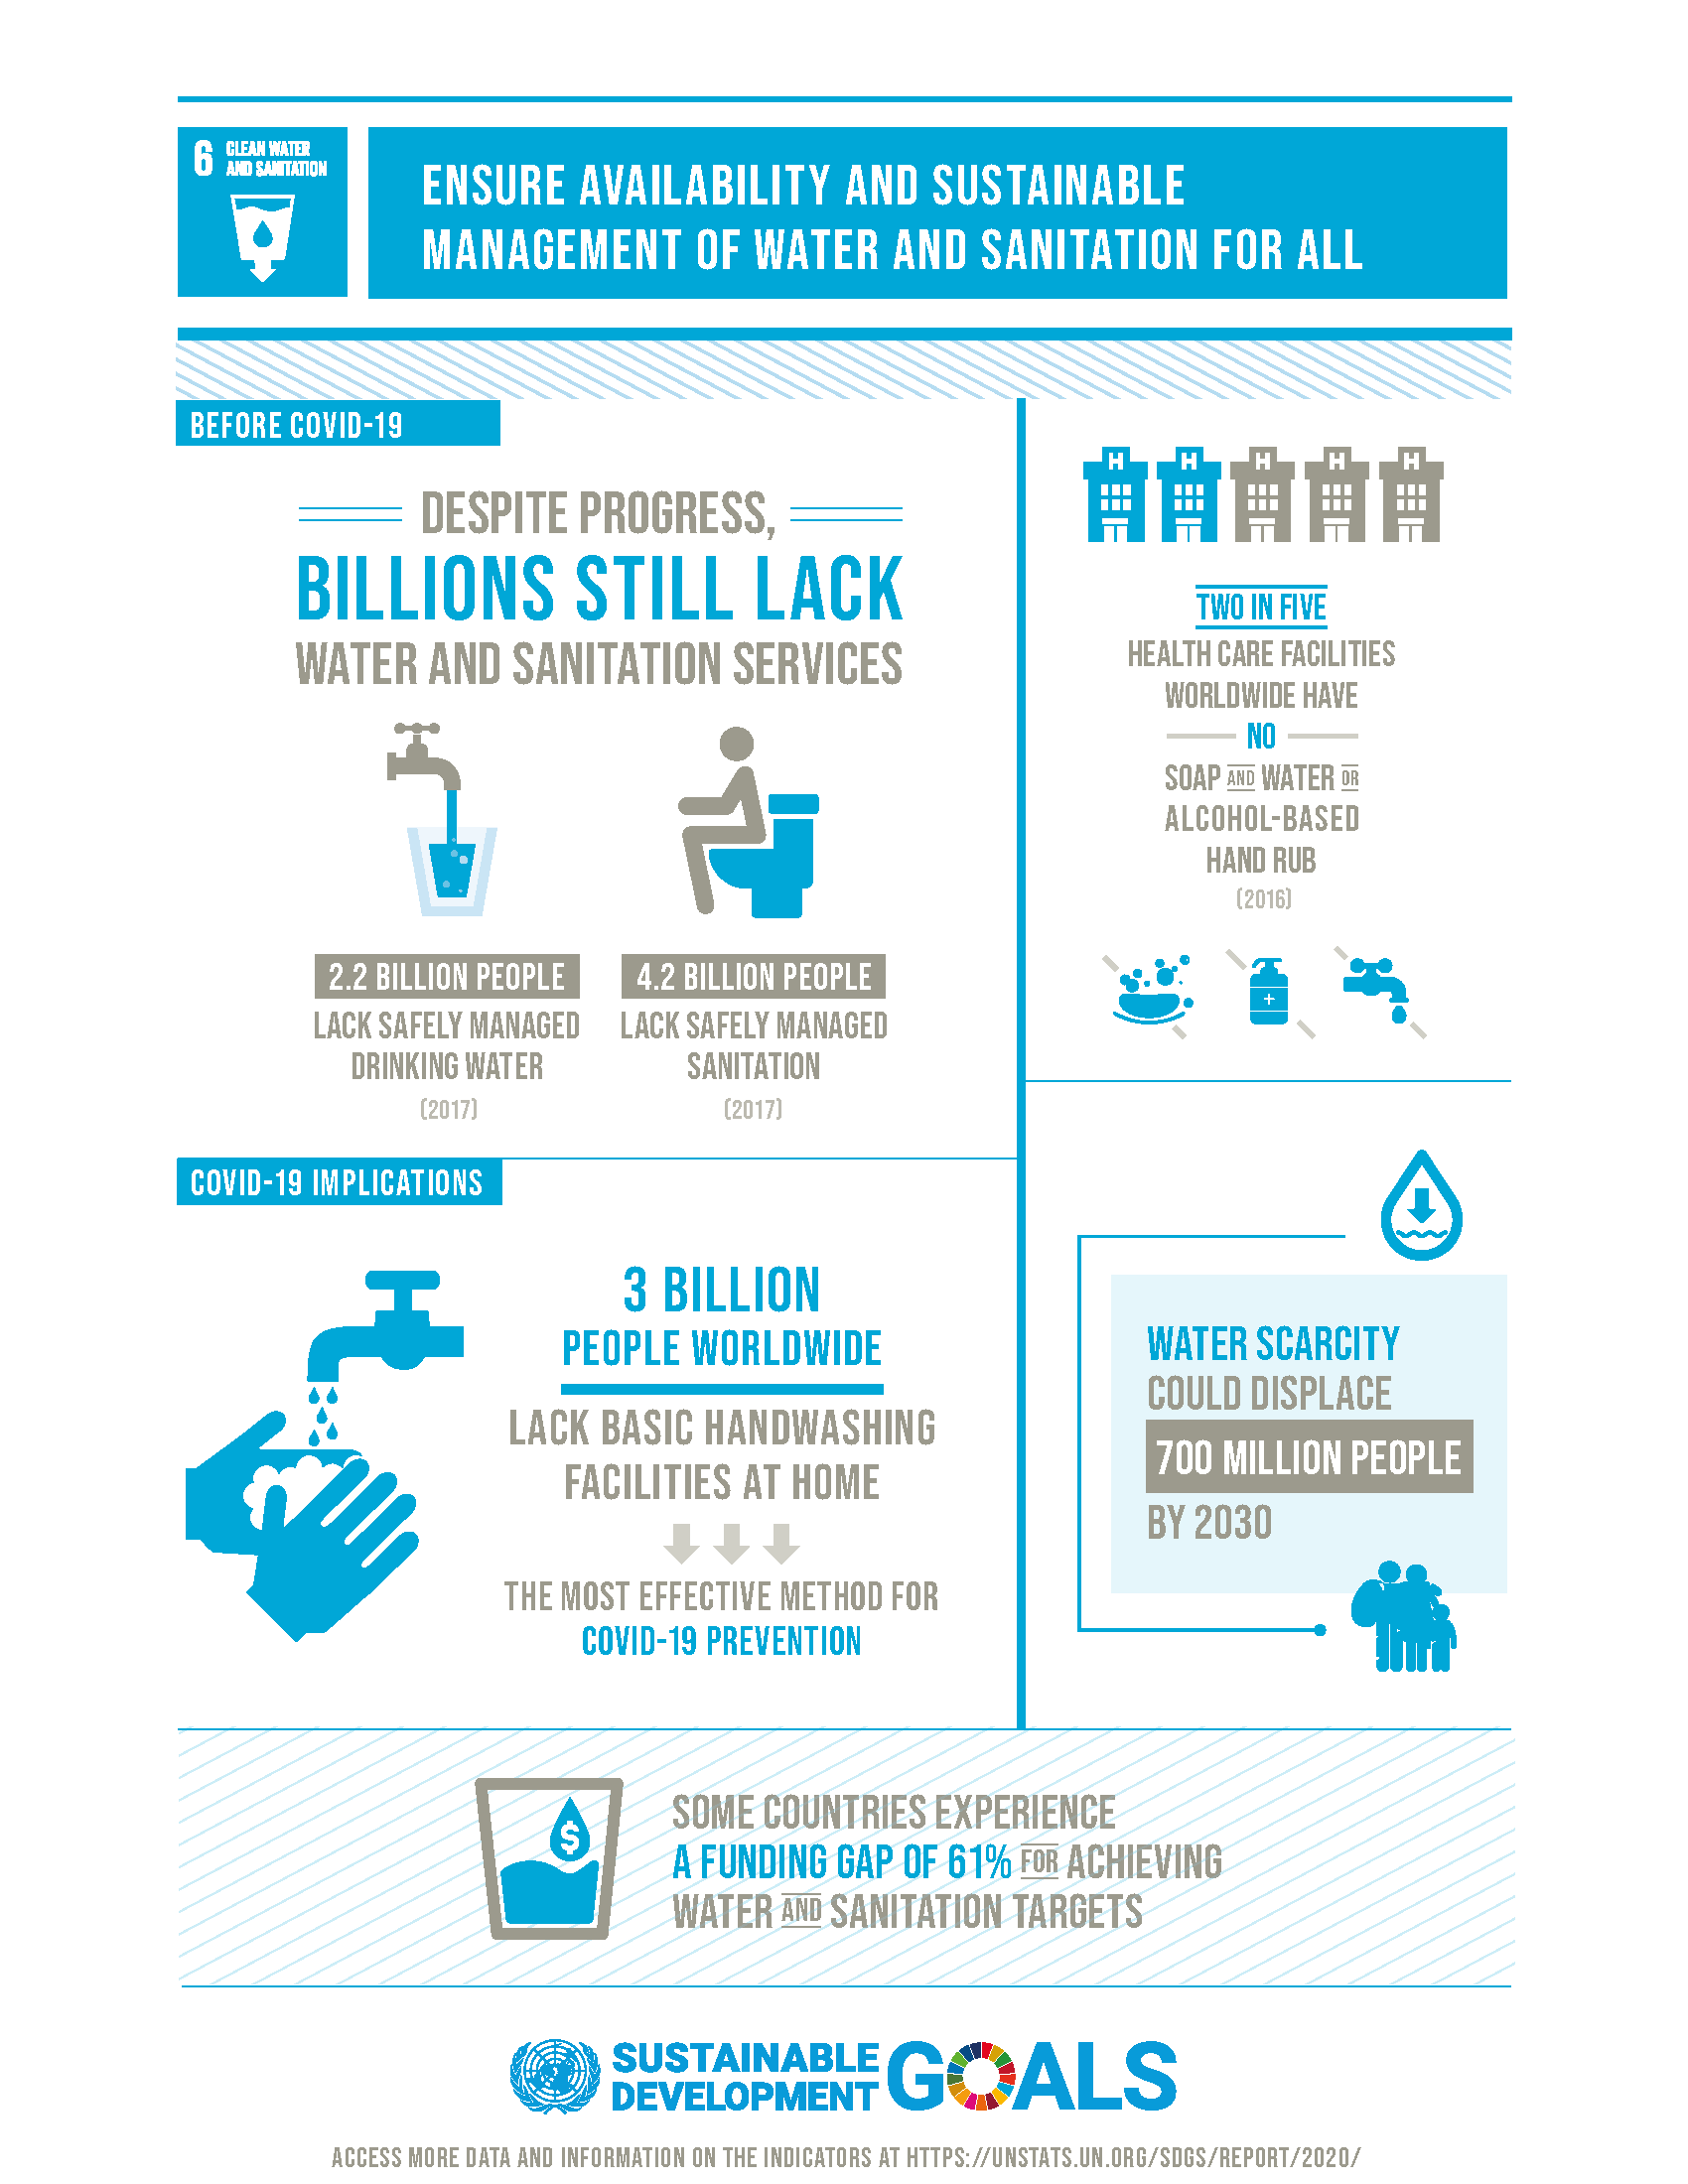 6 CLEAN WATER
AND SANITATION
ENSURE AVAILABILITY AND SUSTAINABLE
MANAGEMENT OF WATER AND SANITATION FOR ALL
BEFORE COVID-19
DESPITE PROGRESS,
BILLIONS STILL LACK
WATER AND SANITATION SERVICES
2.2 BILLION PEOPLE
LACK SAFELY MANAGED
DRINKING WATER
(2017)
4.2 BILLION PEOPLE
LACK SAFELY MANAGED
SANITATION
(2017)
H H H H H
TWO IN FIVE
HEALTH CARE FACILITIES
WORLDWIDE HAVE
NO
SOAP AND WATER OR
ALCOHOL-BASED
HAND RUB
(2016)
COVID-19 IMPLICATIONS
3 BILLION
PEOPLE WORLDWIDE
LACK BASIC HANDWASHING
FACILITIES AT HOME
THE MOST EFFECTIVE METHOD FOR
COVID-19 PREVENTION
WATER SCARCITY
COULD DISPLACE
700 MILLION PEOPLE
BY 2030
$
SOME COUNTRIES EXPERIENCE
A FUNDING GAP OF 61% FOR ACHIEVING
WATER AND SANITATION TARGETS
SUSTAINABLE
DEVELOPMENT
GOALS
ACCESS MORE DATA AND INFORMATION ON THE INDICATORS AT HTTPS://UNSTATS.UN.ORG/SDGS/REPORT/2020/